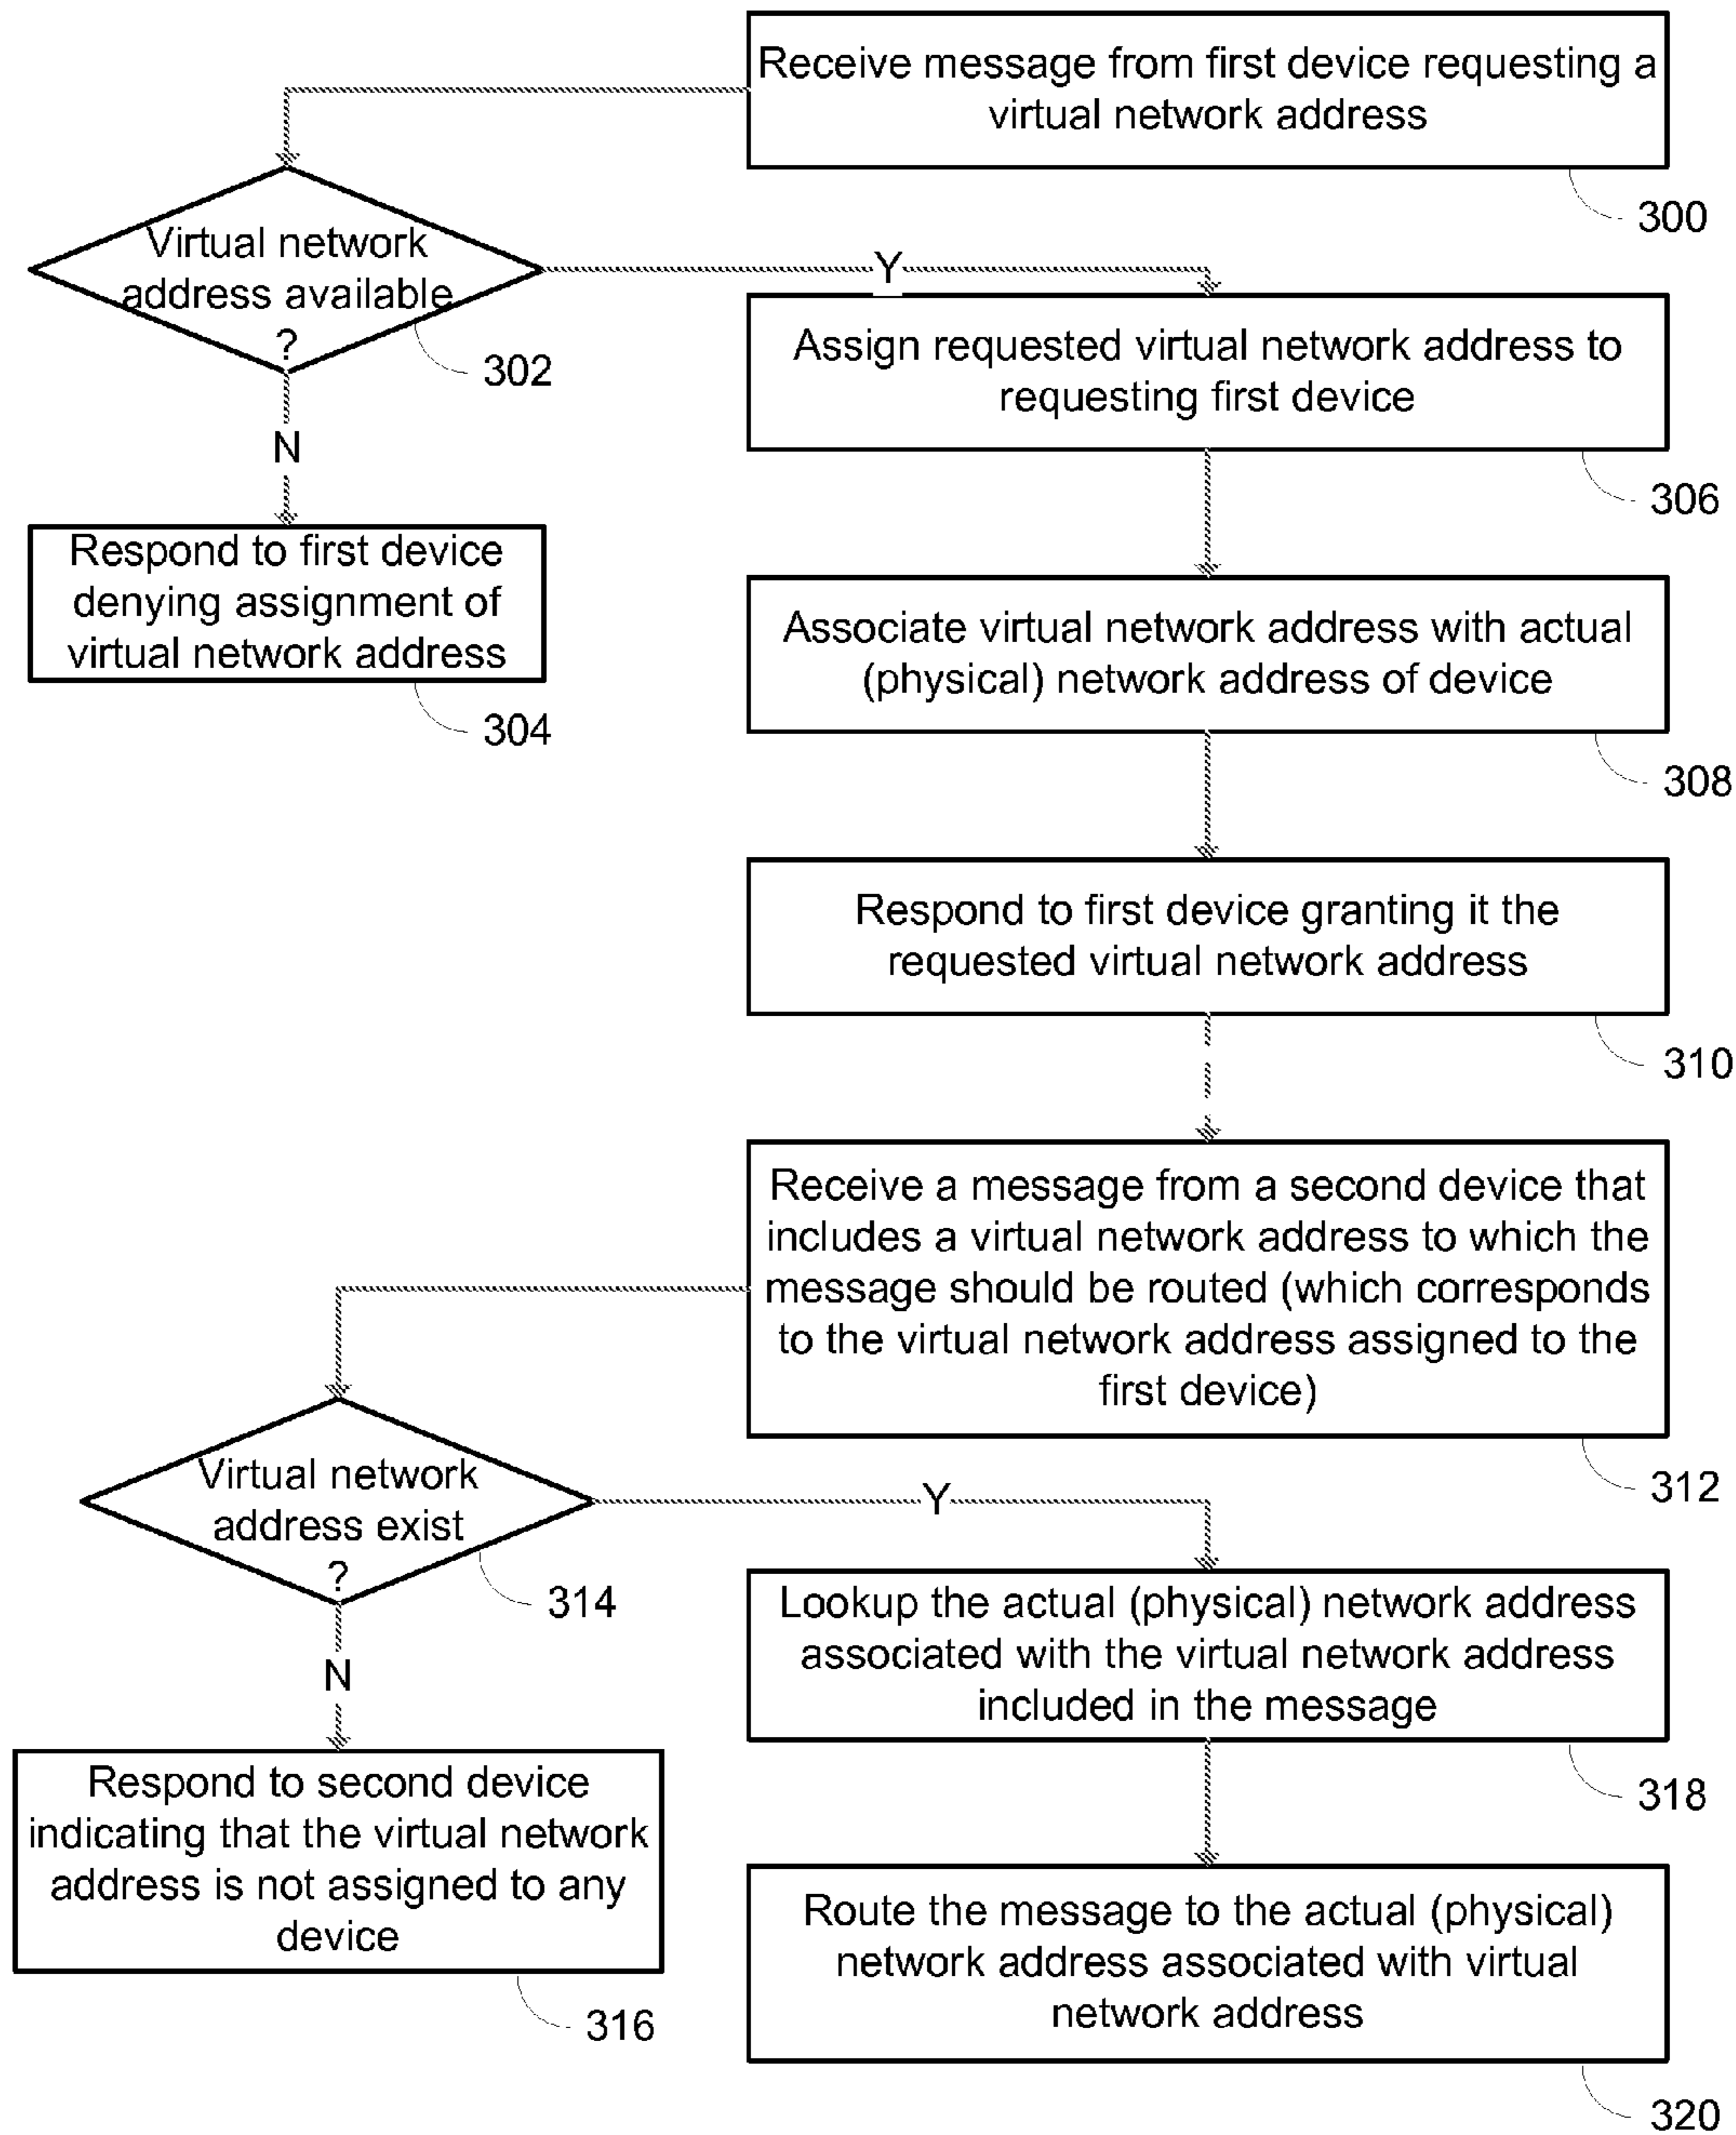 Receive message from first device requesting a
virtual network address
300
Virtual network
address available
?
302
Y
N
Respond to first device
denying assignment of
virtual network address
304
Assign requested virtual network address to
requesting first device
306
Associate virtual network address with actual
(physical) network address of device
308
Respond to first device granting it the
requested virtual network address
310
Receive a message from a second device that
includes a virtual network address to which the
message should be routed (which corresponds
to the virtual network address assigned to the
first device)
312
Virtual network
address exist
?
314
Y
N
Respond to second device
indicating that the virtual network
address is not assigned to any
device
316
Lookup the actual (physical) network address
associated with the virtual network address
included in the message
318
Route the message to the actual (physical)
network address associated with virtual
network address
320